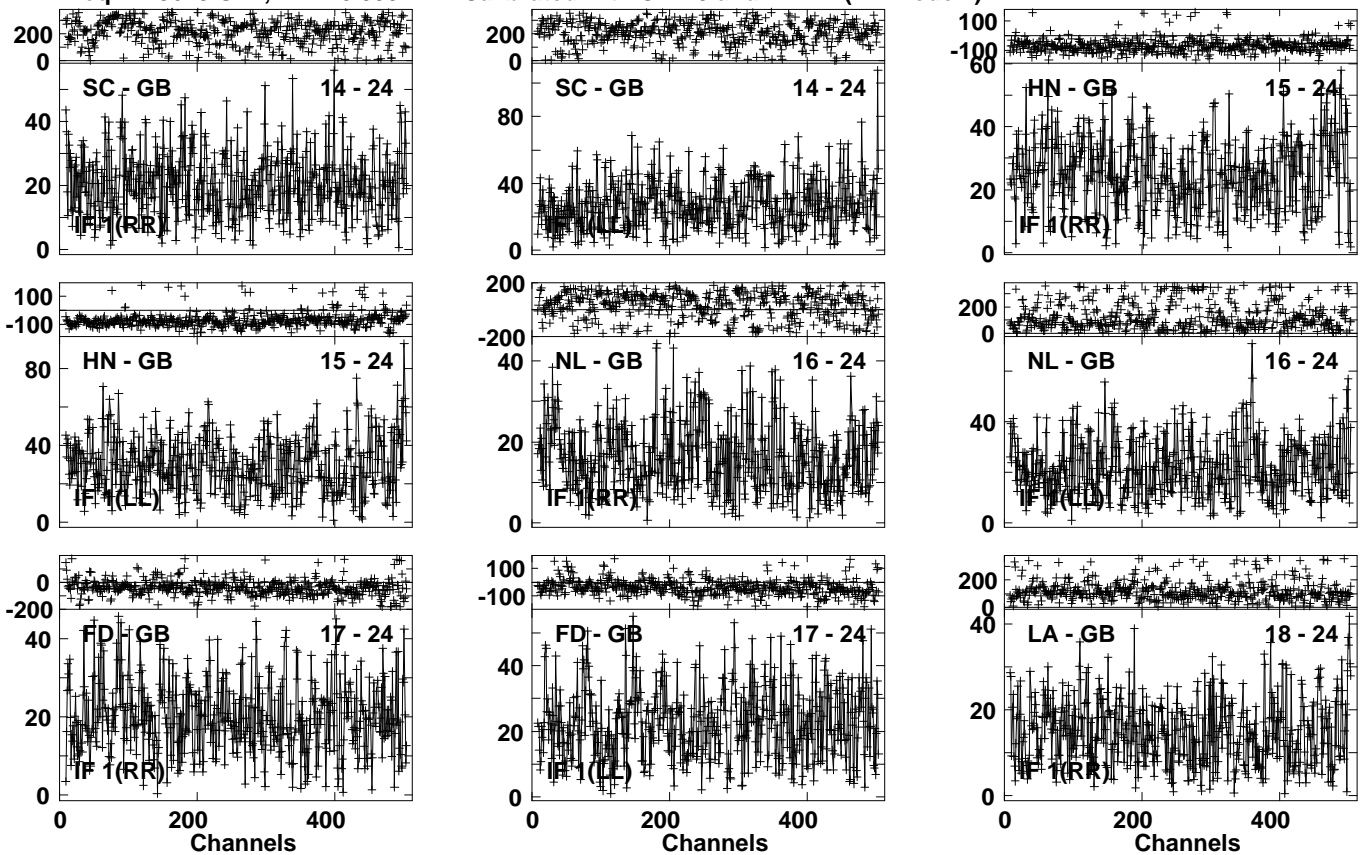 200
0
SC - GB 14 - 24
40
20
IF 1(RR)
0
200
0
SC - GB 14 - 24
80
40
IF 1(LL)
0
100
-100
60
HN - GB 15 - 24
40
20
IF 1(RR)
0
100
-100
HN - GB 15 - 24
80
40
IF 1(LL)
0
200
-200
NL - GB 16 - 24
40
20
IF 1(RR)
0
200
0
NL - GB 16 - 24
40
IF 1(LL)
0
0
-200
FD - GB 17 - 24
40
20
IF 1(RR)
0
0 200 400
Channels
100
-100
FD - GB 17 - 24
40
20
IF 1(LL)
0
0 200 400
Channels
200
0
LA - GB 18 - 24
40
20
IF 1(RR)
0
0 200 400
Channels